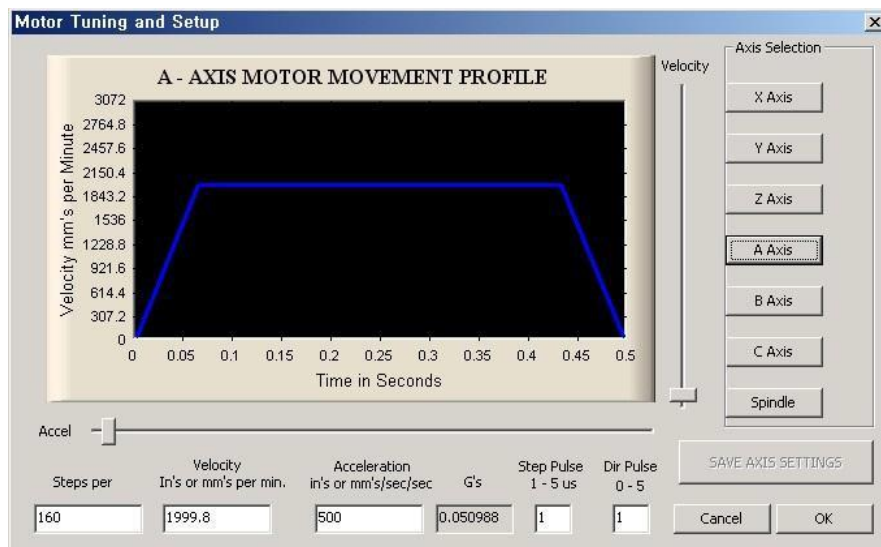 Motor Tuning and Setup
A - AXIS MOTOR MOVEMENT PROFILE
Velocity mm's per Minute
3072
2764.8
2457.6
2150.4
1843.2
1536
1228.8
921.6
614.4
307.2
0
0 0.05 0.1 0.15 0.2 0.25 0.3 0.35 0.4 0.45 0.5
Time in Seconds
Velocity
Axis Selection
X Axis
Y Axis
Z Axis
A Axis
B Axis
C Axis
Spindle
Accel
Steps per
Velocity
In's or mm's per min.
Acceleration
in's or mm's/sec/sec
G's
Step Pulse
1 - 5 us
Dir Pulse
0 - 5
160
1999.8
500
0.050988
1
1
SAVE AXIS SETTINGS
Cancel
OK